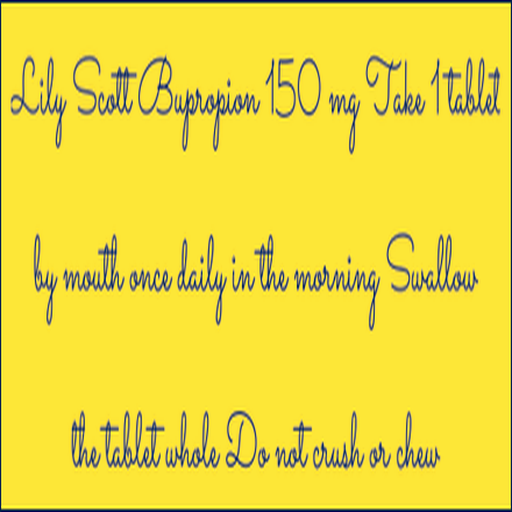 Lily Scott Bupropion 150 mg Take 1 tablet
by mouth once daily in the morning Swallow
the tablet whole Do not crush or chew